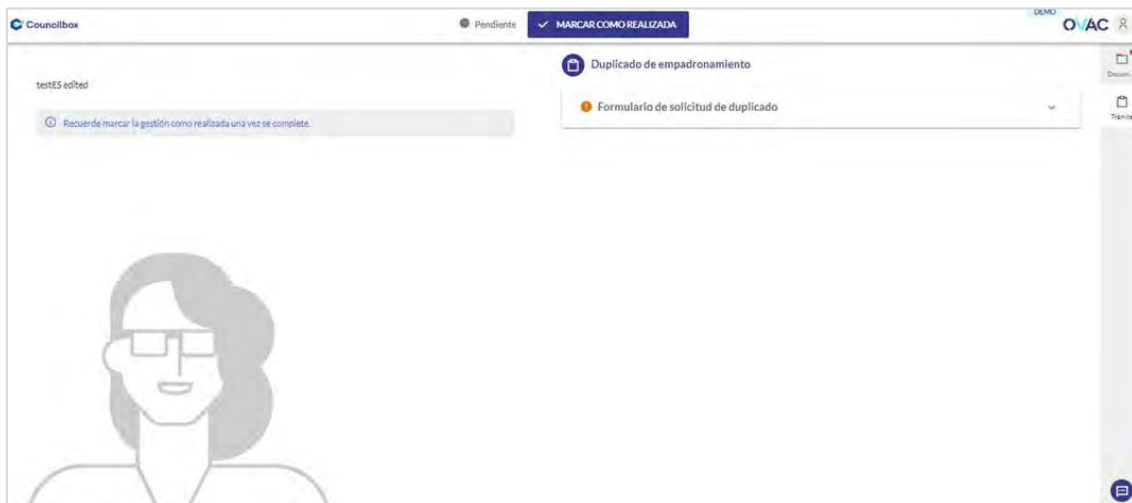 Councilbox
Pendiente
MARCAR COMO REALIZADA
DEMO
OVAC
testES edited
Recuerde marcar la gestión como realizada una vez se complete.
Duplicado de empadronamiento
Formulario de solicitud de duplicado
Docum
Trámite